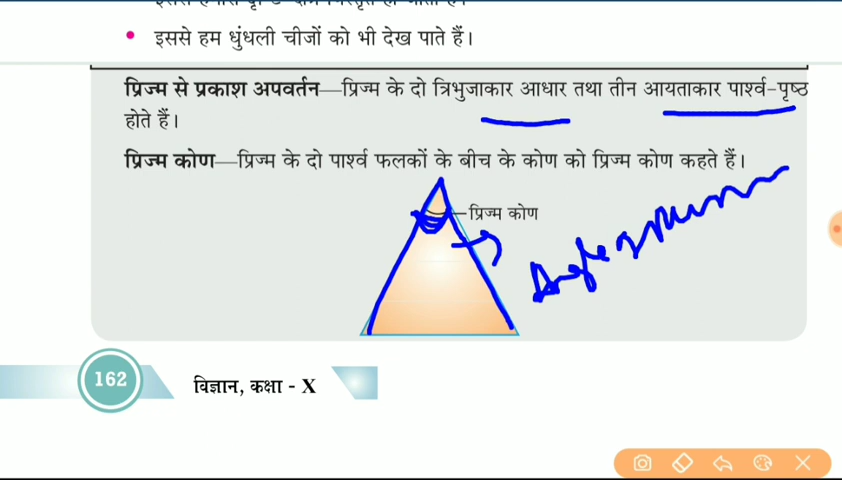 • इससे हम धुंधली चीजों को भी देख पाते हैं।
प्रिज्म से प्रकाश अपवर्तन—प्रिज्म के दो त्रिभुजाकार आधार तथा तीन आयताकार पार्श्व-पृष्ठ
होते हैं।
प्रिज्म कोण—प्रिज्म के दो पार्श्व फलकों के बीच के कोण को प्रिज्म कोण कहते हैं।
प्रिज्म कोण
162
विज्ञान, कक्षा - X